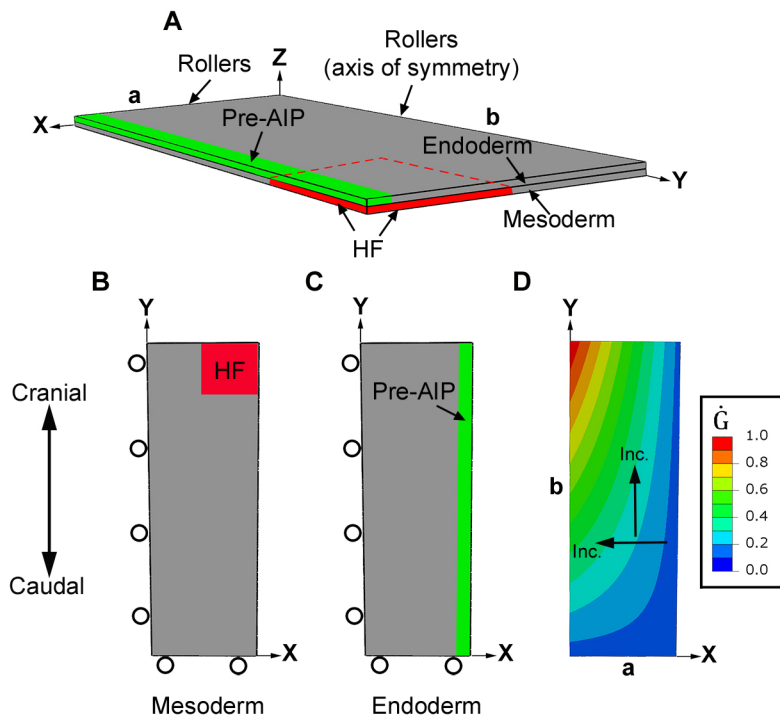 A
Rollers
(axis of symmetry)
Z
Rollers
a
b
X
Pre-AIP
Endoderm
Y
Mesoderm
HF
B
C
D
Y
Y
Y
HF
Cranial
Pre-AIP
Ġ
Inc.
1.0
0.8
b
0.6
Inc.
0.4
0.2
Caudal
0.0
X
X
X
a
Mesoderm
Endoderm